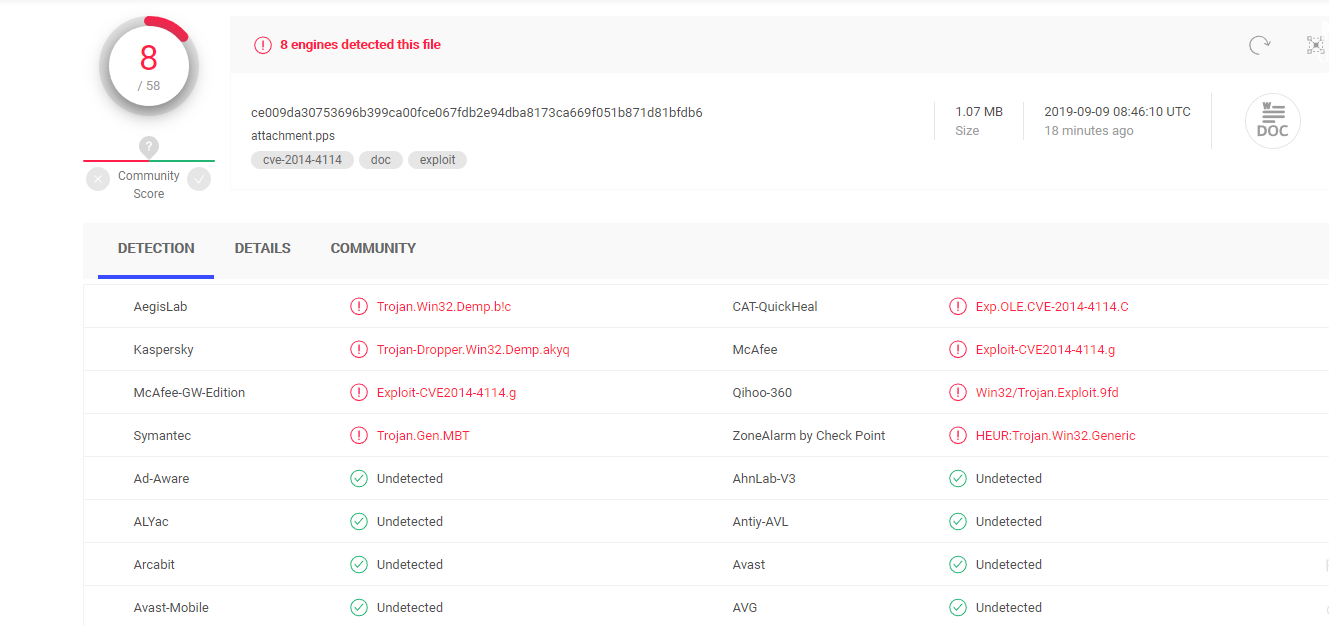 8
/ 58
8 engines detected this file
ce009da30753696b399ca00fce067fdb2e94dba8173ca669f051b871d81bfdb6
attachment.pps
cve-2014-4114 doc exploit
1.07 MB
Size
2019-09-09 08:46:10 UTC
18 minutes ago
W
DOC
?
Community
Score
DETECTION DETAILS COMMUNITY
AegisLab Trojan.Win32.Demp.b!c CAT-QuickHeal Exp.OLE.CVE-2014-4114.C
Kaspersky Trojan-Dropper.Win32.Demp.akyq McAfee Exploit-CVE2014-4114.g
McAfee-GW-Edition Exploit-CVE2014-4114.g Qihoo-360 Win32/Trojan.Exploit.9fd
Symantec Trojan.Gen.MBT ZoneAlarm by Check Point HEUR:Trojan.Win32.Generic
Ad-Aware Undetected AhnLab-V3 Undetected
ALYac Undetected Antiy-AVL Undetected
Arcabit Undetected Avast Undetected
Avast-Mobile Undetected AVG Undetected